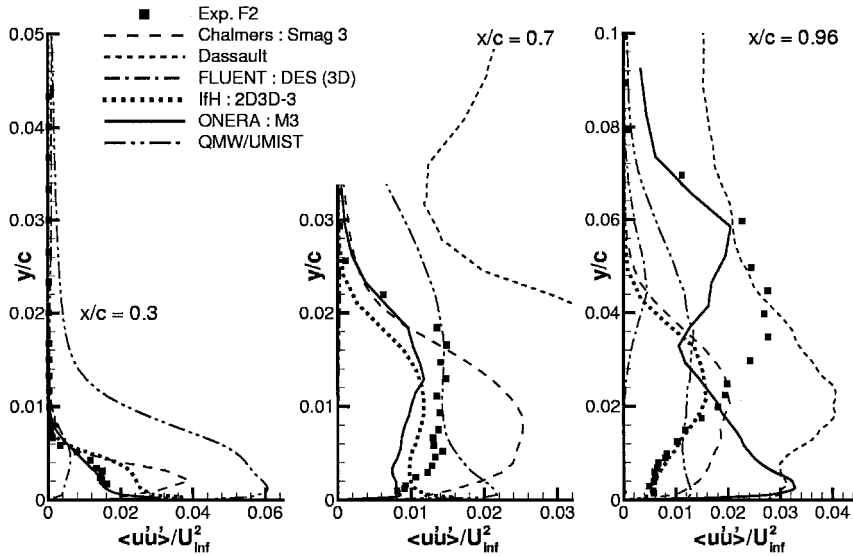 Exp. F2
Chalmers : Smag 3
Dassault
FLUENT : DES (3D)
IfH : 2D3D-3
ONERA : M3
QMW/UMIST
x/c = 0.3
y/c
0.05
0.04
0.03
0.02
0.01
0
0 0.02 0.04 0.06
<u'u'>/U²Inf
x/c = 0.7
y/c
0.03
0.02
0.01
0
0 0.01 0.02 0.03
<u'u'>/U²Inf
x/c = 0.96
y/c
0.1
0.08
0.06
0.04
0.02
0
0 0.01 0.02 0.03 0.04
<u'u'>/U²Inf